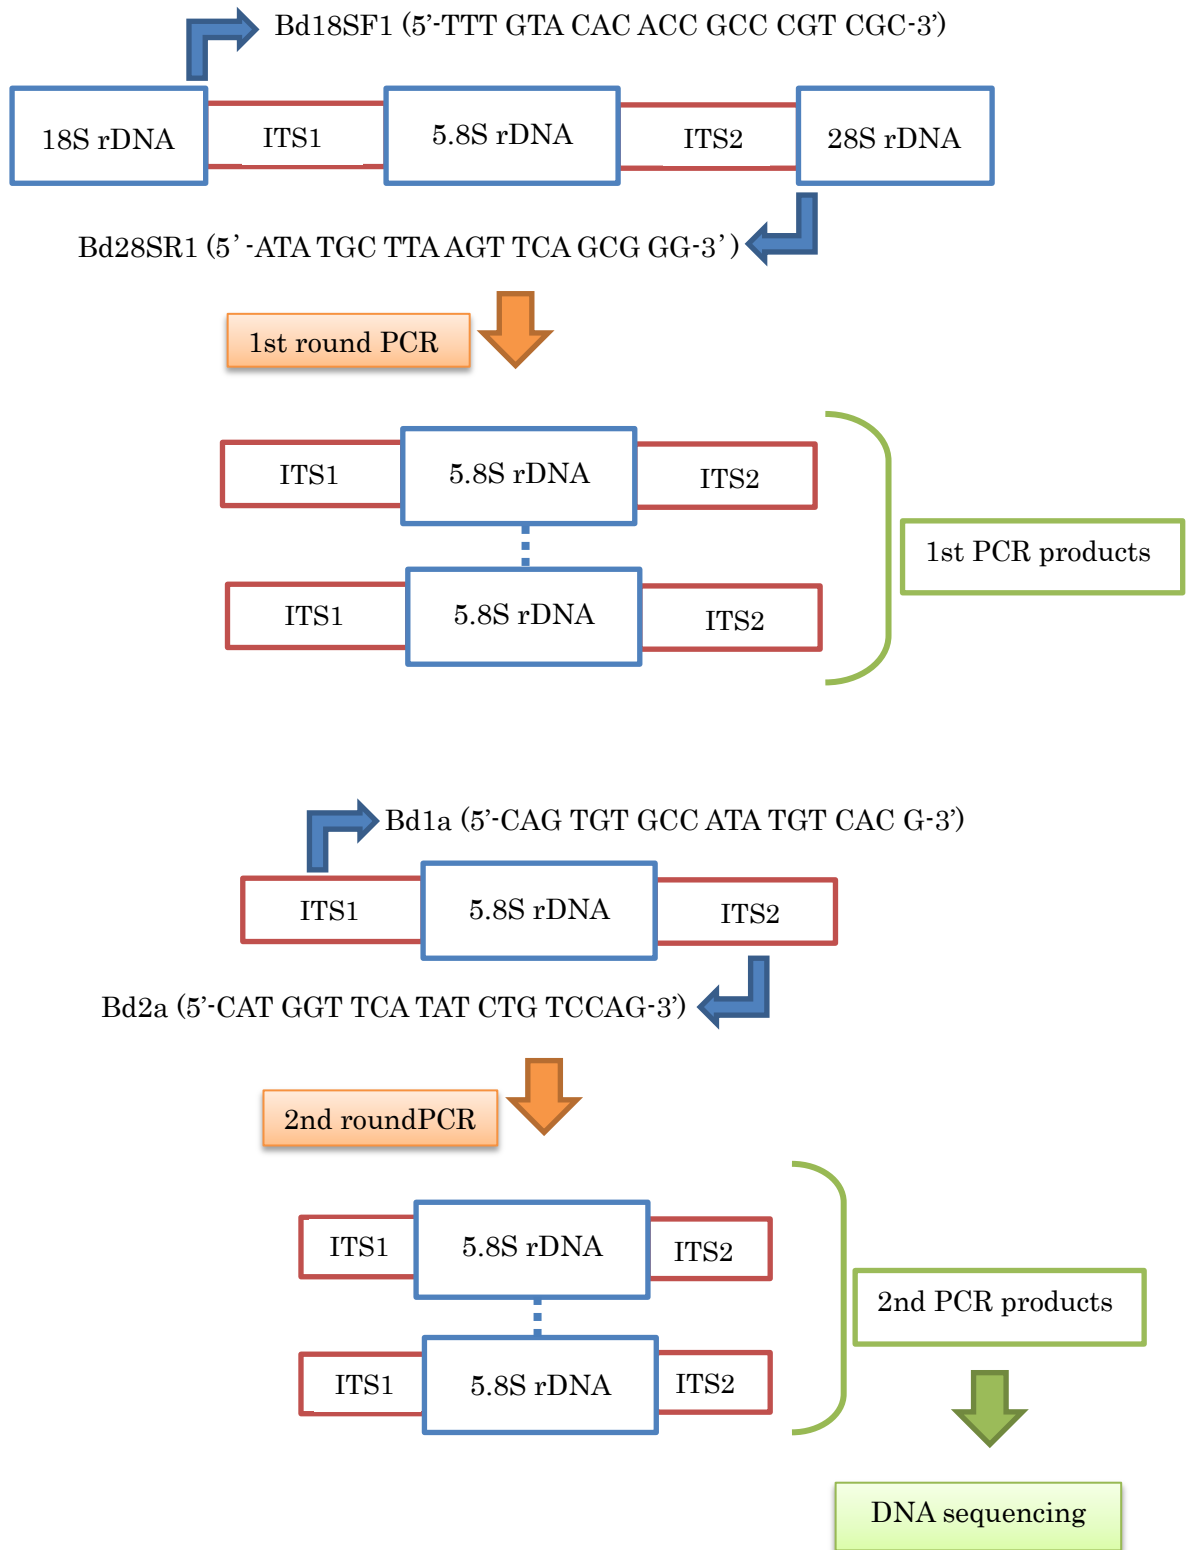 Bd18SF1 (5'-TTT GTA CAC ACC GCC CGT CGC-3')
18S rDNA ITS1 5.8S rDNA ITS2 28S rDNA
Bd28SR1 (5’-ATA TGC TTA AGT TCA GCG GG-3’)
1st round PCR
ITS1 5.8S rDNA ITS2
1st PCR products
ITS1 5.8S rDNA ITS2
Bd1a (5'-CAG TGT GCC ATA TGT CAC G-3')
ITS1 5.8S rDNA ITS2
Bd2a (5'-CAT GGT TCA TAT CTG TCCAG-3')
2nd roundPCR
ITS1 5.8S rDNA ITS2
2nd PCR products
ITS1 5.8S rDNA ITS2
DNA sequencing